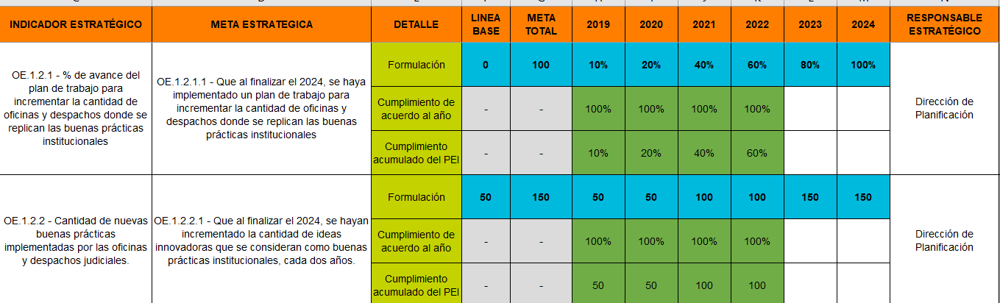 INDICADOR ESTRATÉGICO META ESTRATEGICA DETALLE LINEA BASE META TOTAL 2019 2020 2021 2022 2023 2024 RESPONSABLE ESTRATÉGICO
OE.1.2.1 - % de avance del
plan de trabajo para
incrementar la cantidad de
oficinas y despachos donde se
replican las buenas prácticas
institucionales
OE.1.2.1.1 - Que al finalizar el 2024, se haya
implementado un plan de trabajo para
incrementar la cantidad de oficinas y
despachos donde se replican las buenas
prácticas institucionales
Formulación 0 100 10% 20% 40% 60% 80% 100%
Cumplimiento de
acuerdo al año - - 100% 100% 100% 100%
Cumplimiento
acumulado del PEI - - 10% 20% 40% 60%
Dirección de
Planificación
OE.1.2.2 - Cantidad de nuevas
buenas prácticas
implementadas por las oficinas
y despachos judiciales.
OE.1.2.2.1 - Que al finalizar el 2024, se hayan
incrementado la cantidad de ideas
innovadoras que se consideran como buenas
prácticas institucionales, cada dos años.
Formulación 50 150 50 50 100 100 150 150
Cumplimiento de
acuerdo al año - - 100% 100% 100% 100%
Cumplimiento
acumulado del PEI - - 50 50 100 100
Dirección de
Planificación